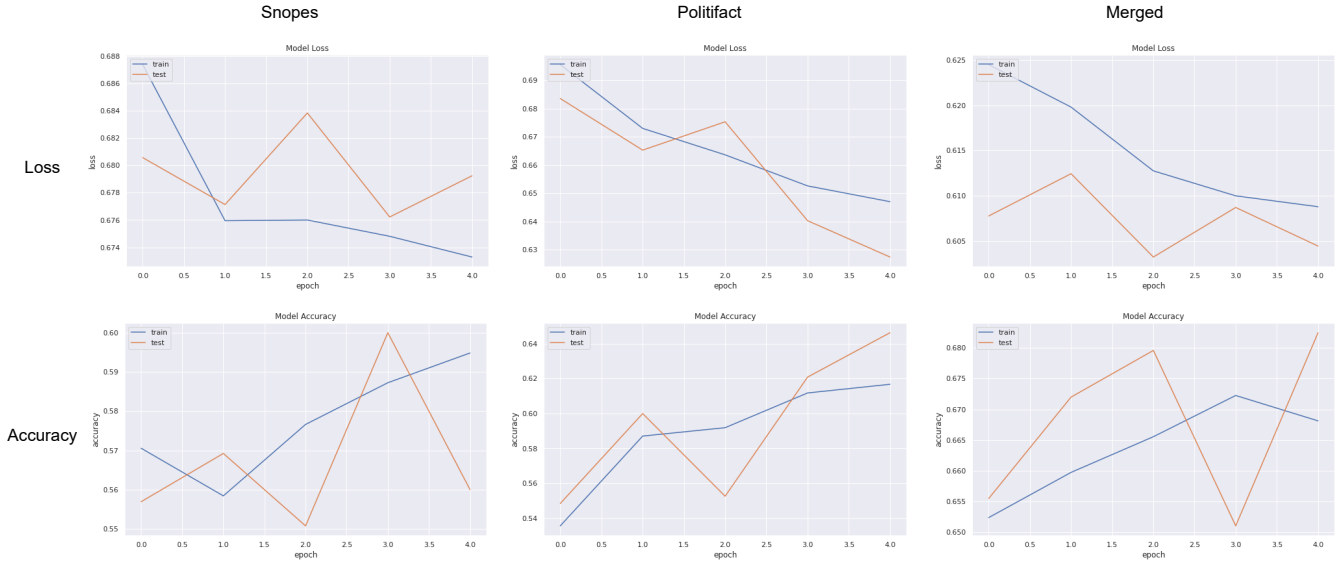 Snopes Politifact Merged
Loss
Model Loss
train
test
loss
0.688
0.686
0.684
0.682
0.680
0.678
0.676
0.674
0.0 0.5 1.0 1.5 2.0 2.5 3.0 3.5 4.0
epoch
Model Loss
train
test
loss
0.69
0.68
0.67
0.66
0.65
0.64
0.63
0.0 0.5 1.0 1.5 2.0 2.5 3.0 3.5 4.0
epoch
Model Loss
train
test
loss
0.625
0.620
0.615
0.610
0.605
0.0 0.5 1.0 1.5 2.0 2.5 3.0 3.5 4.0
epoch
Accuracy
Model Accuracy
train
test
accuracy
0.60
0.59
0.58
0.57
0.56
0.55
0.0 0.5 1.0 1.5 2.0 2.5 3.0 3.5 4.0
epoch
Model Accuracy
train
test
accuracy
0.64
0.62
0.60
0.58
0.56
0.54
0.0 0.5 1.0 1.5 2.0 2.5 3.0 3.5 4.0
epoch
Model Accuracy
train
test
accuracy
0.680
0.675
0.670
0.665
0.660
0.655
0.650
0.0 0.5 1.0 1.5 2.0 2.5 3.0 3.5 4.0
epoch